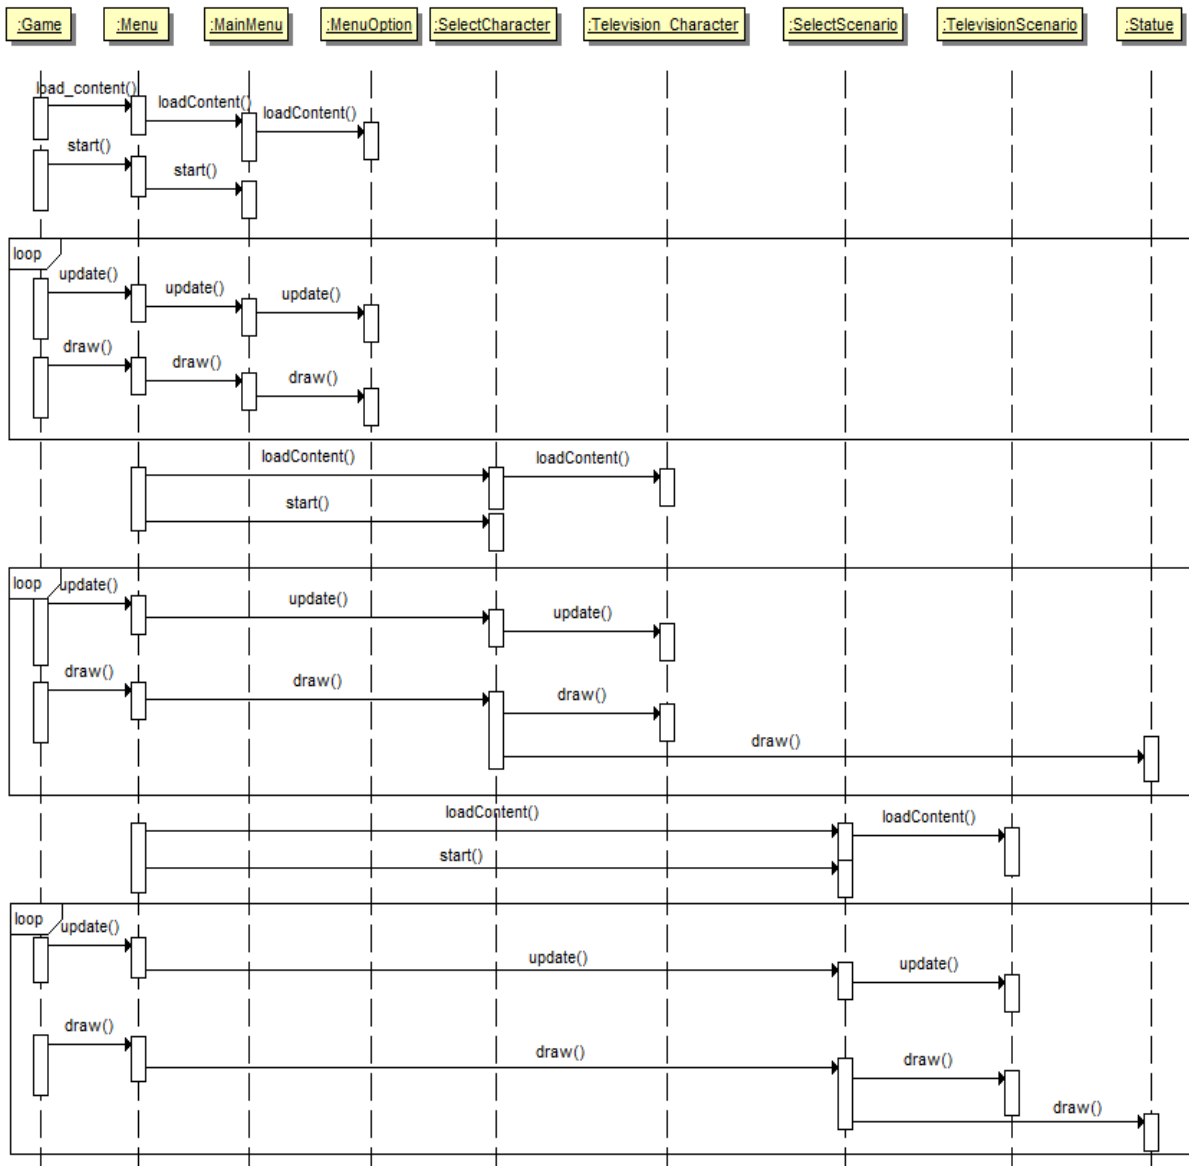 :Game :Menu :MainMenu :MenuOption :SelectCharacter :Television_Character :SelectScenario :TelevisionScenario :Statue
load_content()
loadContent()
loadContent()
start()
start()
loop
update()
update()
update()
draw()
draw()
draw()
loadContent()
loadContent()
start()
loop
update()
update()
update()
draw()
draw()
draw()
draw()
loadContent()
loadContent()
start()
loop
update()
update()
update()
draw()
draw()
draw()
draw()